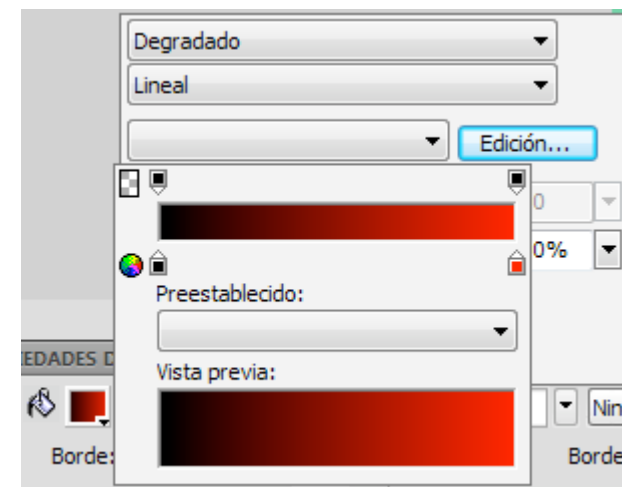 Degradado
Lineal
Edición...
0
0%
Preestablecido:
EDADES D
Vista previa:
Nin
Borde:
Borde